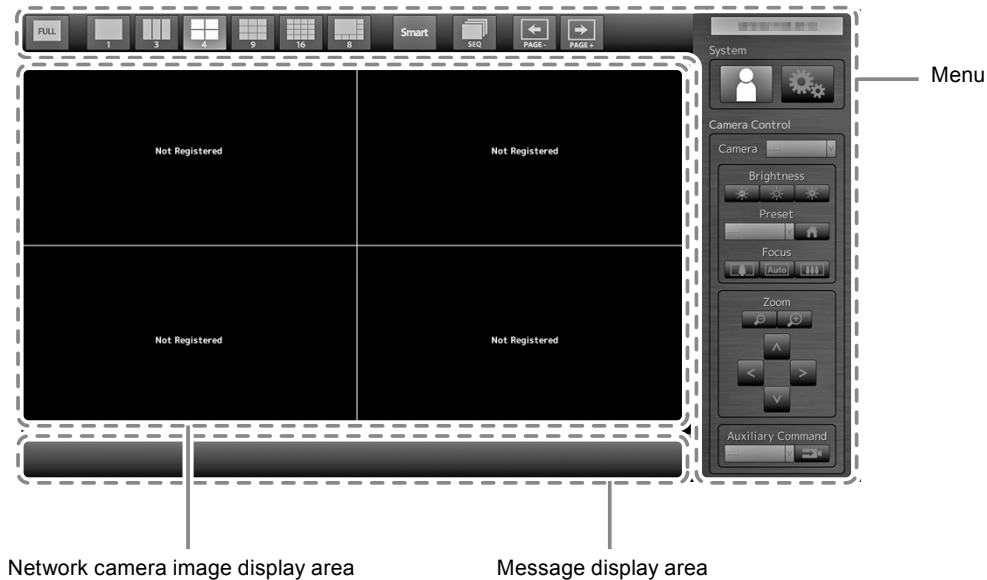 FULL 1 3 4 9 16 8 Smart SEQ PAGE- PAGE+
System
Menu
Camera Control
Camera ----
Brightness
Preset
----
Focus
Auto
Zoom
Auxiliary Command
----
Not Registered Not Registered
Not Registered Not Registered
Network camera image display area
Message display area